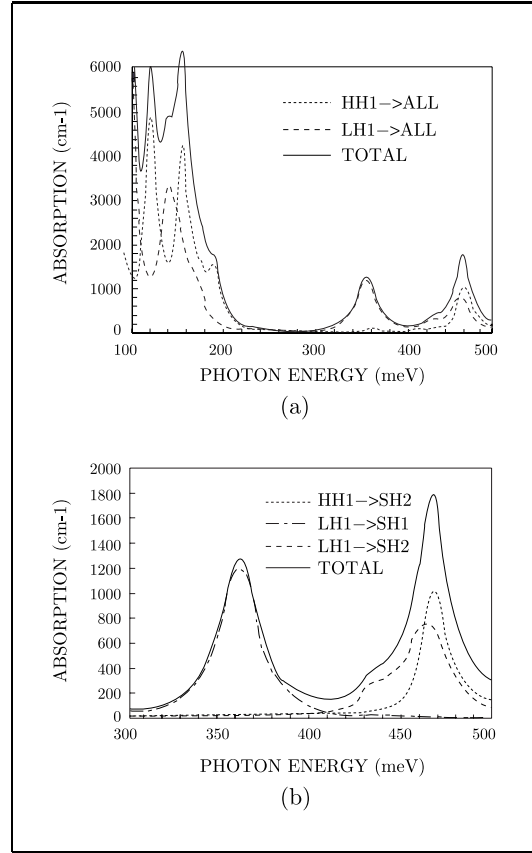 6000
5000
4000
3000
2000
1000
0
ABSORPTION (cm-1)
HH1->ALL
LH1->ALL
TOTAL
100 200 300 400 500
PHOTON ENERGY (meV)
(a)
2000
1800
1600
1400
1200
1000
800
600
400
200
0
ABSORPTION (cm-1)
HH1->SH2
LH1->SH1
LH1->SH2
TOTAL
300 350 400 450 500
PHOTON ENERGY (meV)
(b)